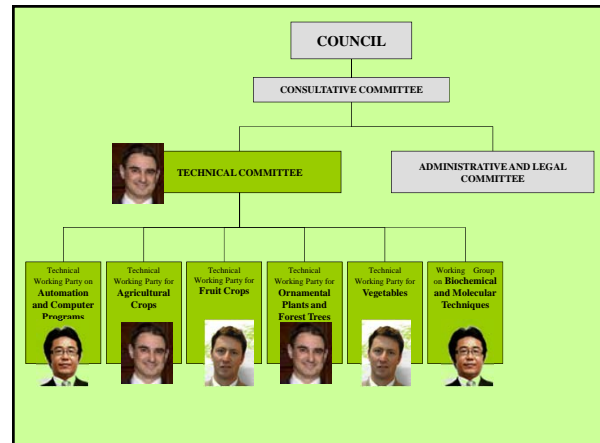 COUNCIL
CONSULTATIVE COMMITTEE
TECHNICAL COMMITTEE
ADMINISTRATIVE AND LEGAL
COMMITTEE
Technical
Working Party on
Automation
and Computer
Programs
Technical
Working Party for
Agricultural
Crops
Technical
Working Party for
Fruit Crops
Technical
Working Party for
Ornamental
Plants and
Forest Trees
Technical
Working Party for
Vegetables
Working Group
on Biochemical
and Molecular
Techniques